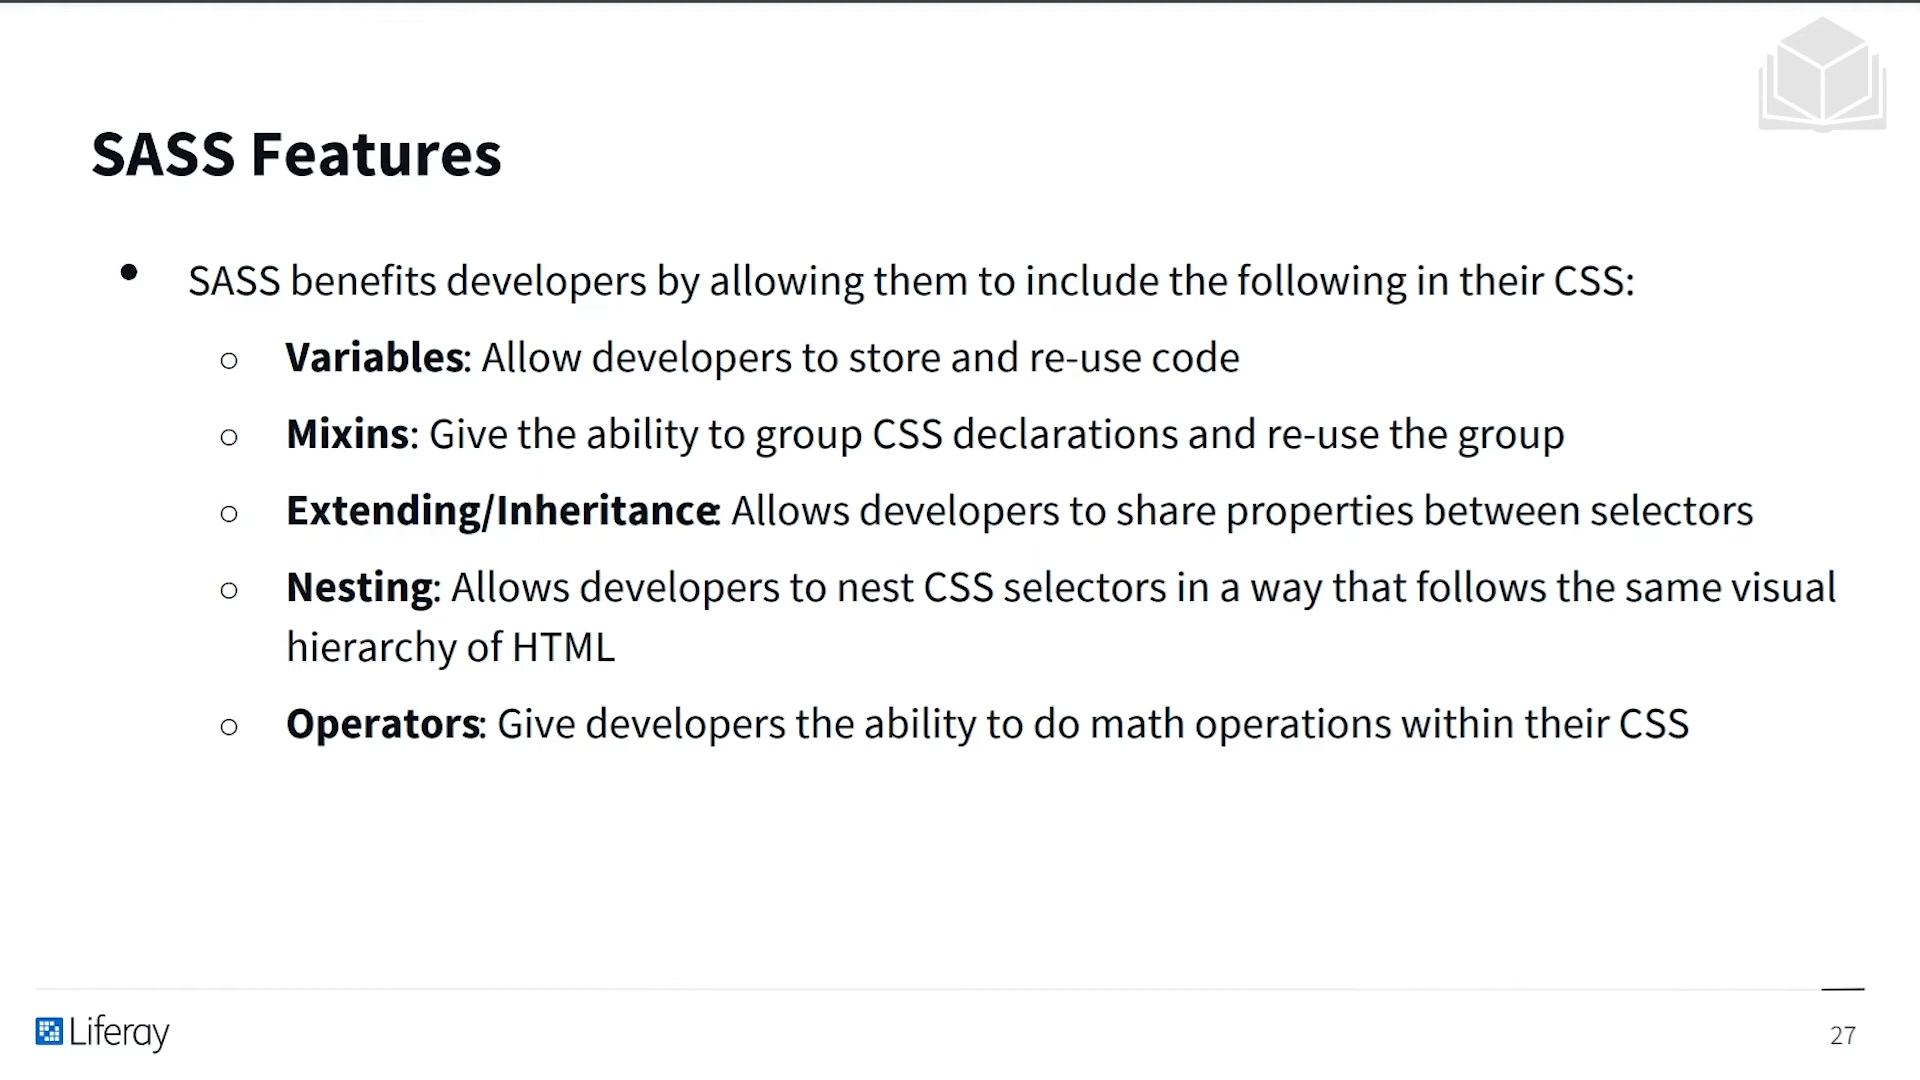 SASS Features
• SASS benefits developers by allowing them to include the following in their CSS:
○ Variables: Allow developers to store and re-use code
○ Mixins: Give the ability to group CSS declarations and re-use the group
○ Extending/Inheritance: Allows developers to share properties between selectors
○ Nesting: Allows developers to nest CSS selectors in a way that follows the same visual
hierarchy of HTML
○ Operators: Give developers the ability to do math operations within their CSS
Liferay
27